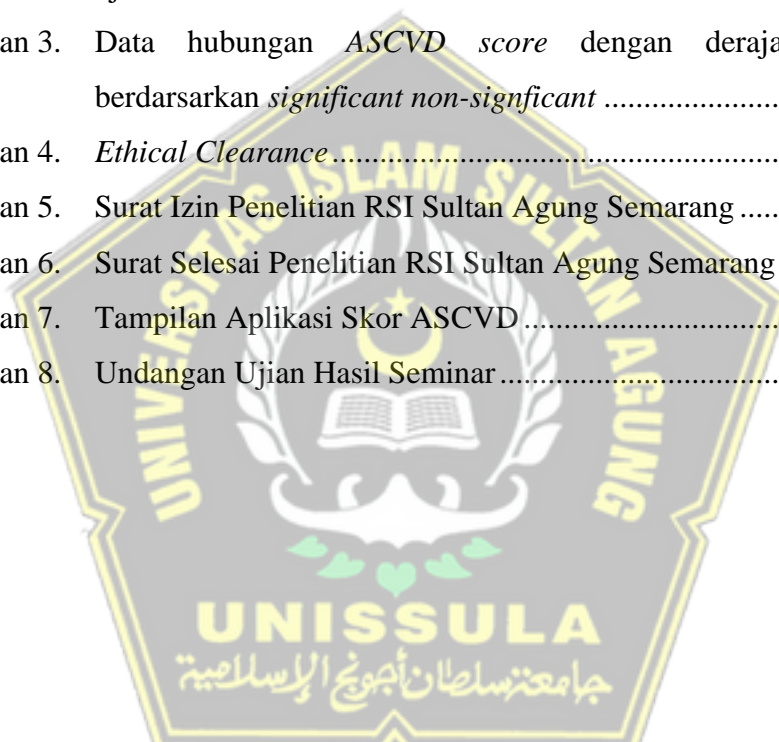 an 3. Data hubungan ASCVD score dengan deraja
berdarsarkan significant non-signficant ....................
an 4. Ethical Clearance....................................................
an 5. Surat Izin Penelitian RSI Sultan Agung Semarang .....
an 6. Surat Selesai Penelitian RSI Sultan Agung Semarang
an 7. Tampilan Aplikasi Skor ASCVD...............................
an 8. Undangan Ujian Hasil Seminar..................................
UNIVERSITAS ISLAM SULTAN AGUNG
UNISSULA
جامعة سلطان أجونج الإسلامية